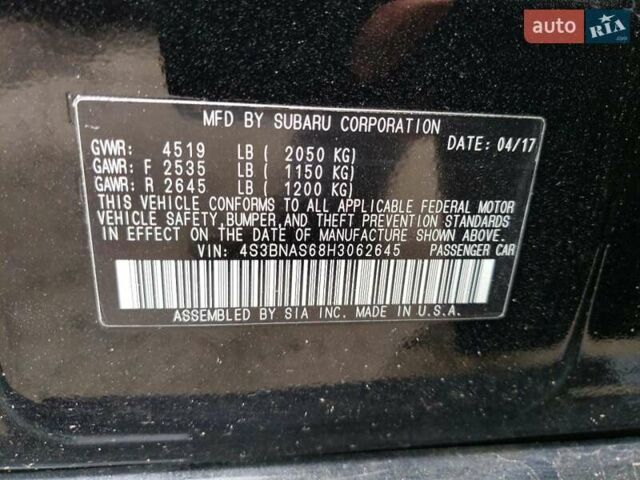 auto RIA .com
MFD BY SUBARU CORPORATION
GVWR: 4519 LB ( 2050 KG) DATE: 04/17
GAWR: F 2535 LB ( 1150 KG)
GAWR: R 2645 LB ( 1200 KG)
THIS VEHICLE CONFORMS TO ALL APPLICABLE FEDERAL MOTOR
VEHICLE SAFETY, BUMPER, AND THEFT PREVENTION STANDARDS
IN EFFECT ON THE DATE OF MANUFACTURE SHOWN ABOVE.
VIN: 4S3BNAS68H3062645 PASSENGER CAR
ASSEMBLED BY SIA INC. MADE IN U.S.A.